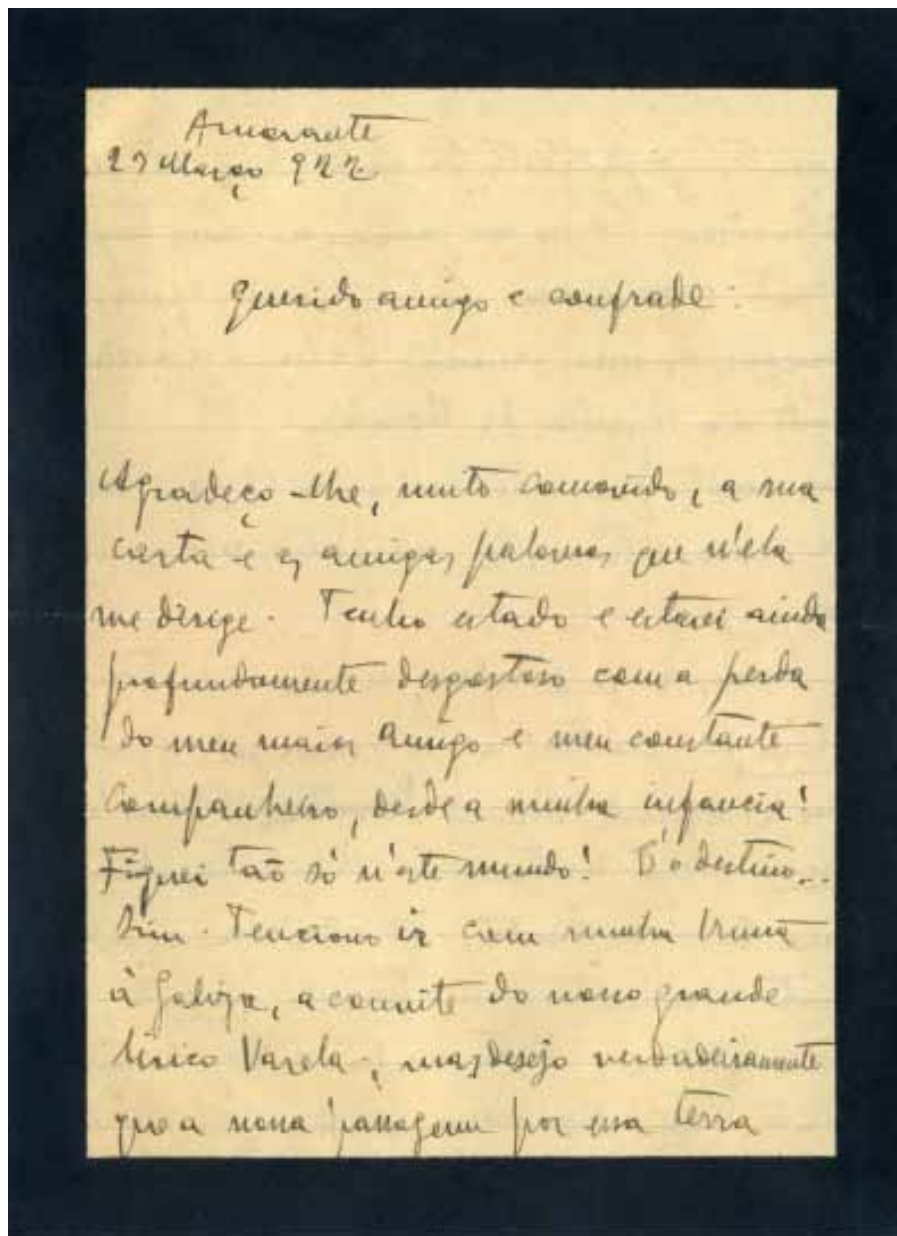 Amarante
27 Março 922
Querido amigo e confrade:
Agradeço-lhe, muito comovido, a sua
carta e as amigas palavras que n'ela
me dirige. Tenho estado e estarei ainda
profundamente desgostoso com a perda
do meu maior amigo e meu constante
companheiro, desde a minha infancia!
Fiquei tão só n'este mundo! É o destino...
Sim. Tenciono ir com minha Irmã
à Galiza, a convite do nosso grande
lirico Varela; mas desejo verdadeiramente
que a nossa passagem por essa terra